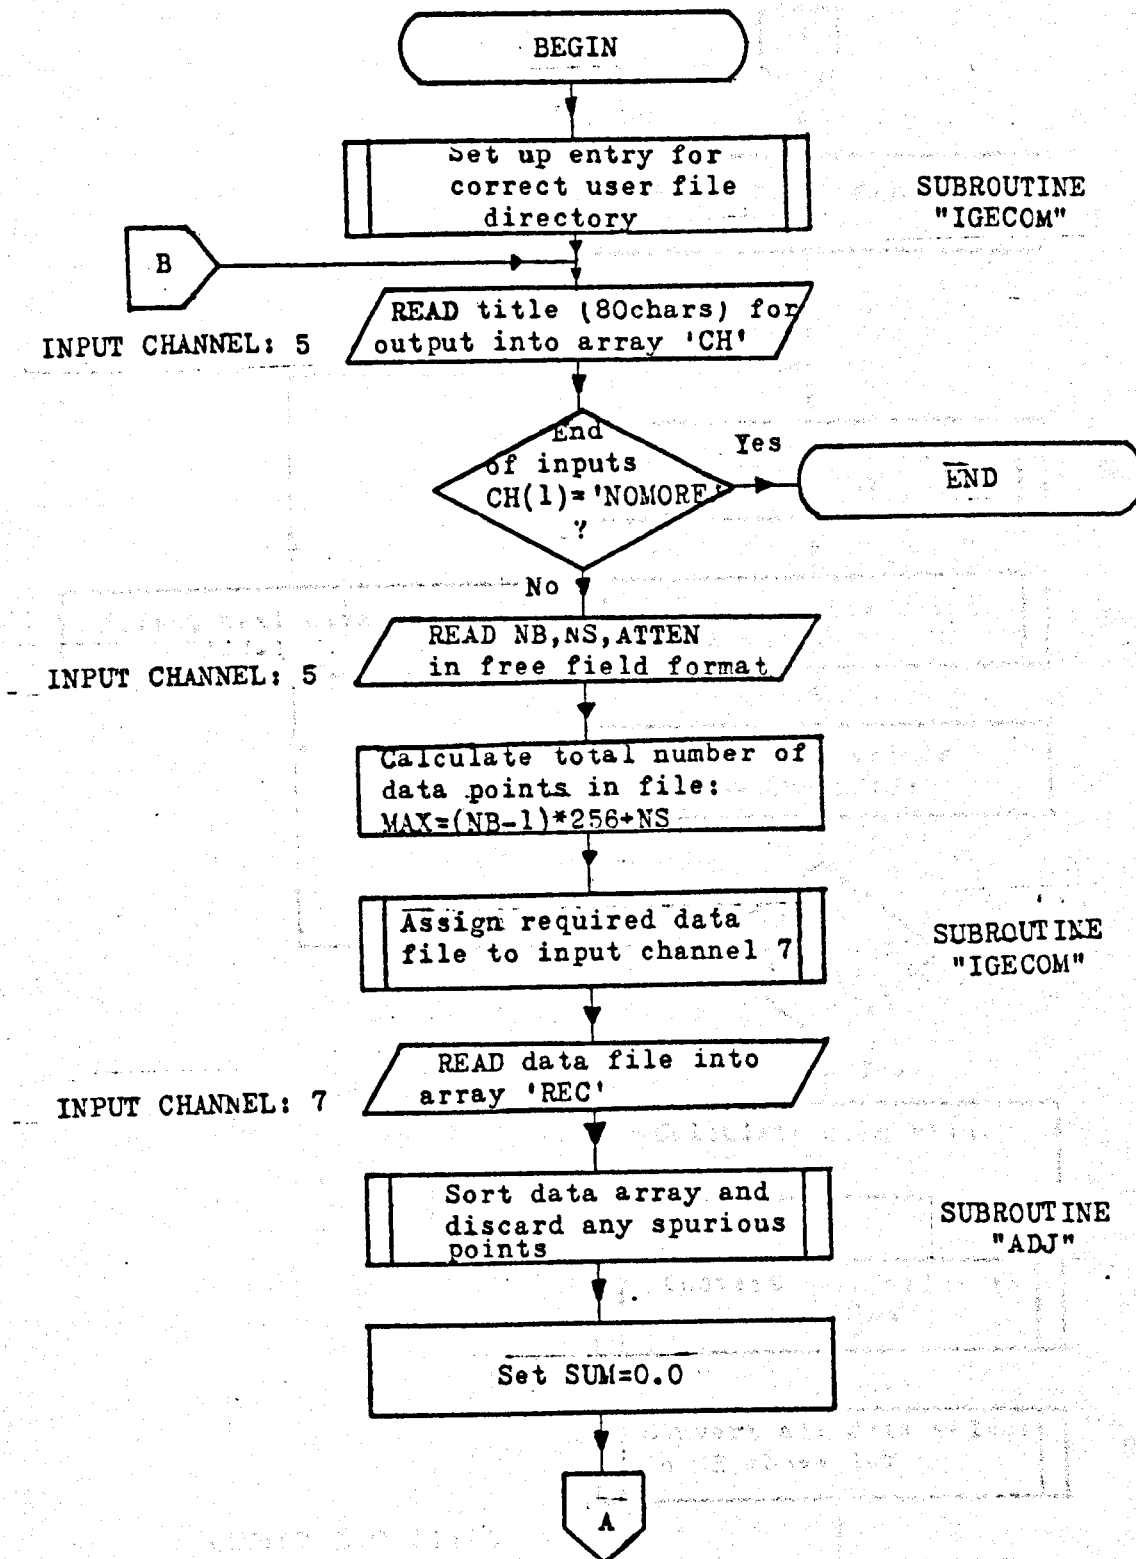 BEGIN
Set up entry for
correct user file
directory
SUBROUTINE
"IGECOM"
B
READ title (80chars) for
output into array 'CH'
INPUT CHANNEL: 5
End
of inputs
CH(1)='NOMORE'
?
Yes
END
No
READ NB,NS,ATTEN
in free field format
INPUT CHANNEL: 5
Calculate total number of
data points in file:
MAX=(NB-1)*256+NS
Assign required data
file to input channel 7
SUBROUTINE
"IGECOM"
READ data file into
array 'REC'
INPUT CHANNEL: 7
Sort data array and
discard any spurious
points
SUBROUTINE
"ADJ"
Set SUM=0.0
A